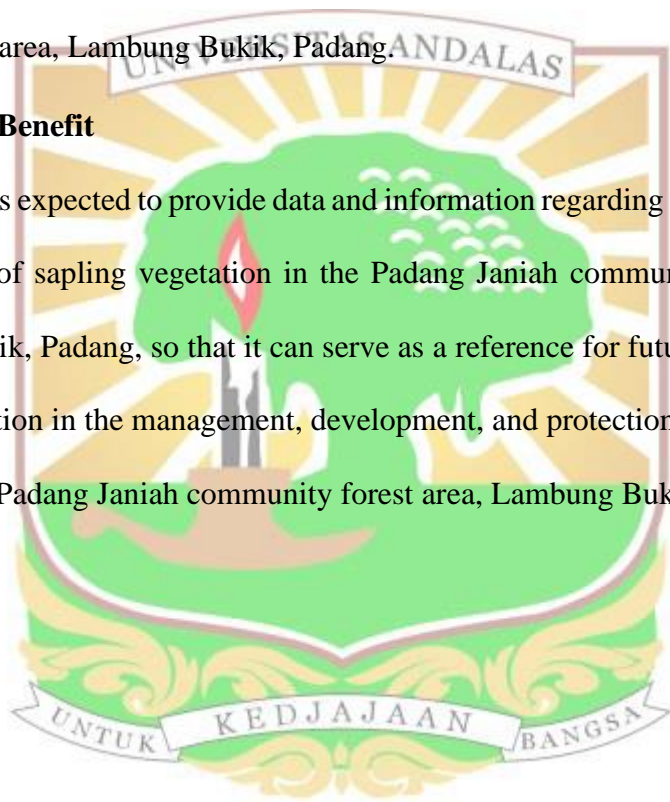 area, Lambung Bukik, Padang.
UNIVERSITAS ANDALAS
Benefit
s expected to provide data and information regarding
of sapling vegetation in the Padang Janiah commun
ik, Padang, so that it can serve as a reference for futu
tion in the management, development, and protection
Padang Janiah community forest area, Lambung Buk
UNTUK KEDJAJAAN BANGSA